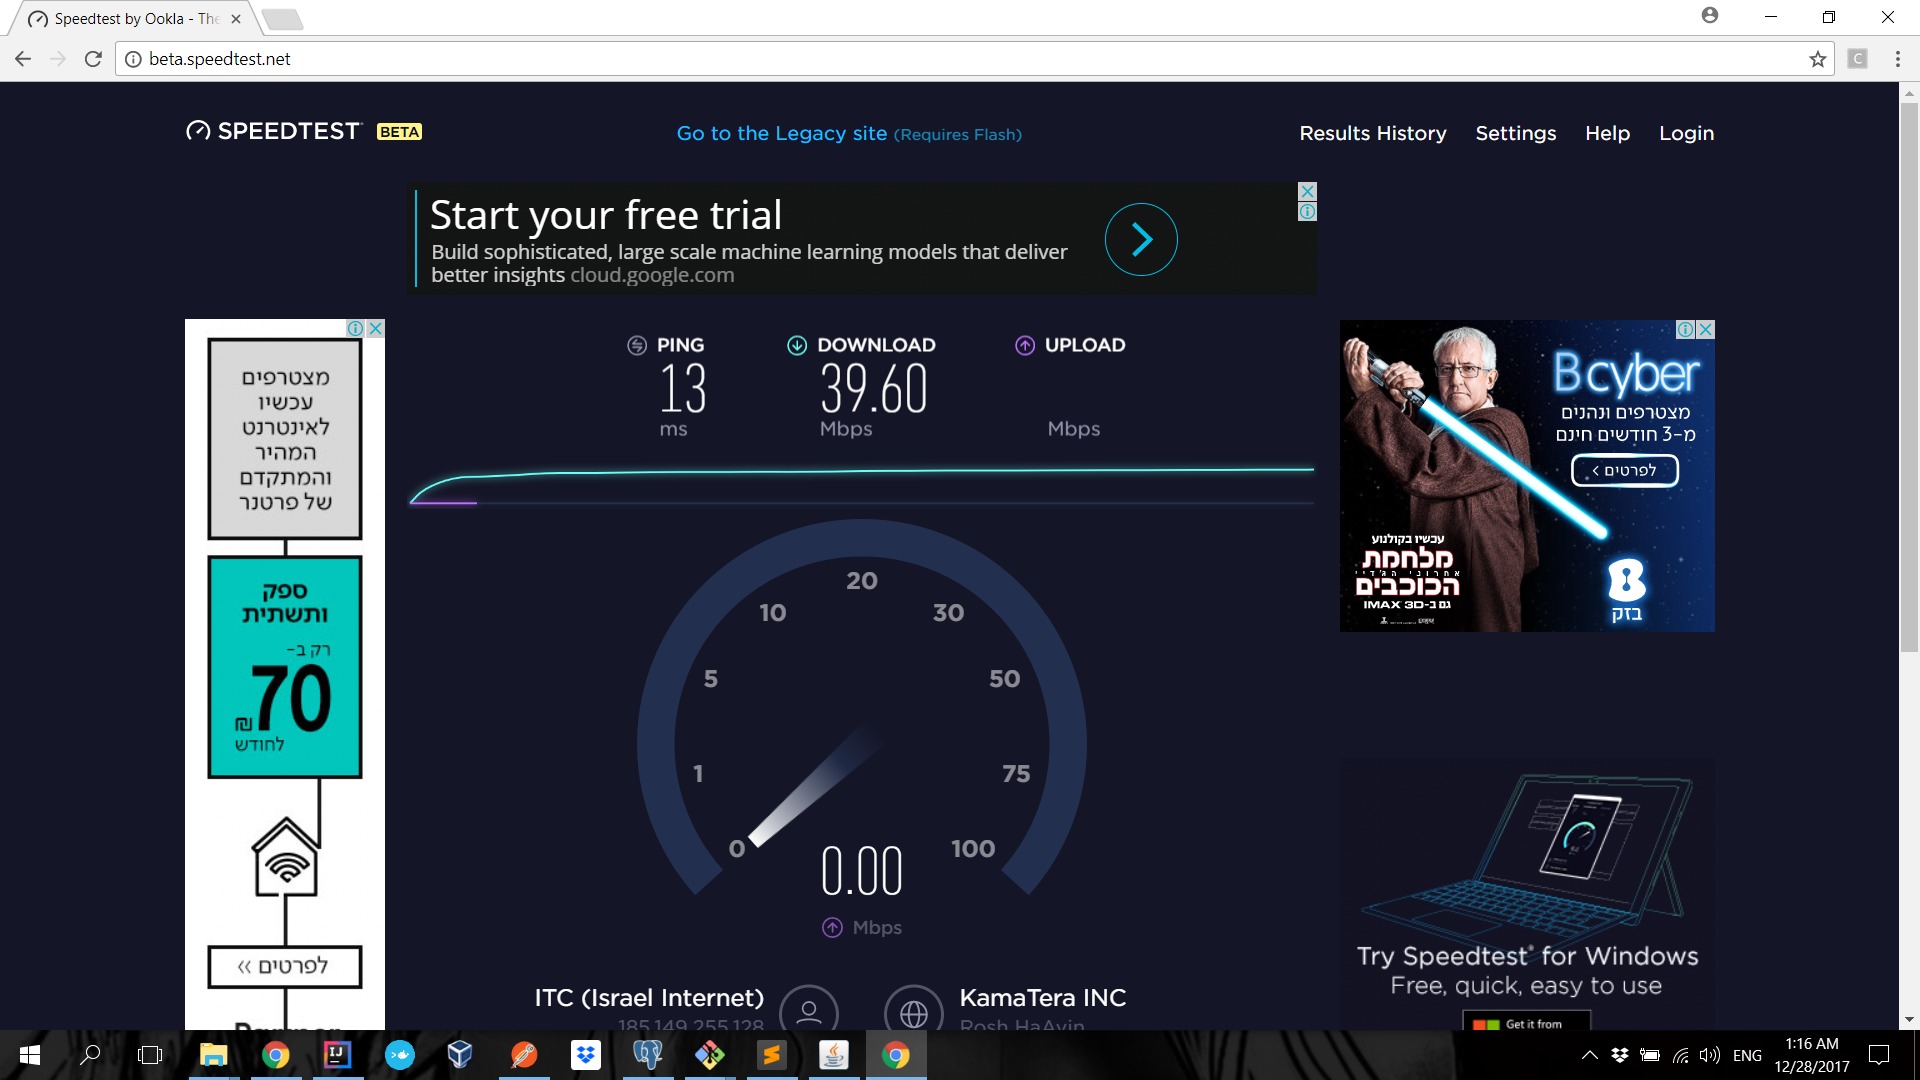 Speedtest by Ookla - The
beta.speedtest.net
SPEEDTEST BETA
Go to the Legacy site (Requires Flash)
Results History Settings Help Login
Start your free trial
Build sophisticated, large scale machine learning models that deliver
better insights cloud.google.com
מצטרפים
עכשיו
לאינטרנט
המהיר
והמתקדם
של פרטנר
ספק
ותשתית
רק ב-
70 ₪
לחודש
לפרטים >>
PING
13
ms
DOWNLOAD
39.60
Mbps
UPLOAD
Mbps
0
1
5
10
20
30
50
75
100
0.00
Mbps
ITC (Israel Internet)
185.149.255.128
KamaTera INC
Rosh HaAyin
B cyber
מצטרפים ונהנים
מ-3 חודשים חינם
לפרטים >
עכשיו בקולנוע
מלחמת
אחרוני הג'דיי
הכוכבים
גם ב-IMAX 3D
בזק
Try Speedtest® for Windows
Free, quick, easy to use
Get it from
ENG
1:16 AM
12/28/2017